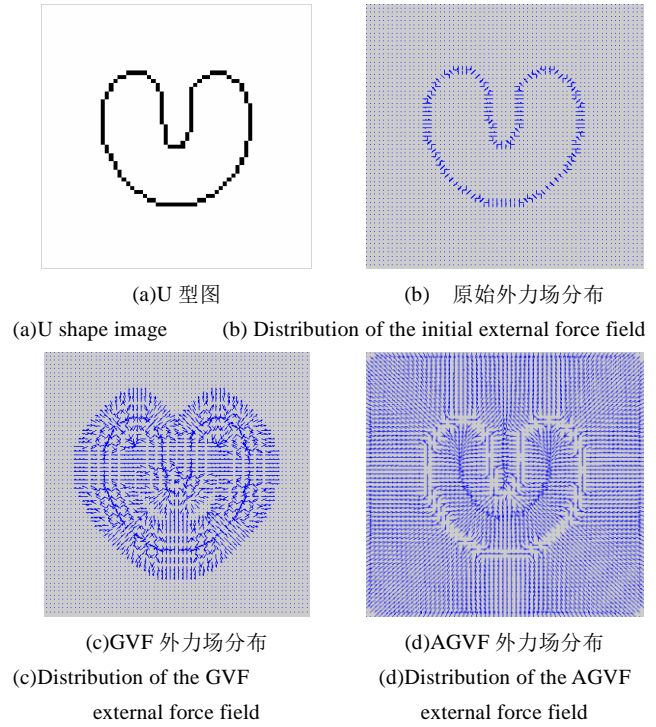 (a)U 型图
(b) 原始外力场分布
(a)U shape image
(b) Distribution of the initial external force field
(c)GVF 外力场分布
(d)AGVF 外力场分布
(c)Distribution of the GVF
external force field
(d)Distribution of the AGVF
external force field